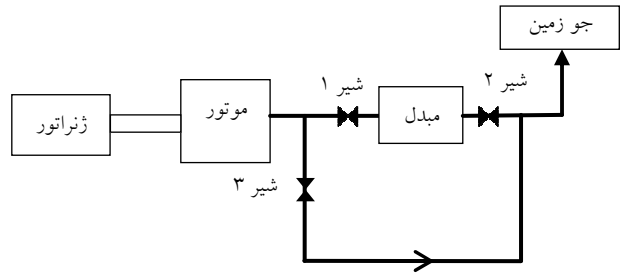 جو زمین
شیر ۲
شیر ۱
مبدل
موتور
ژنراتور
شیر ۳